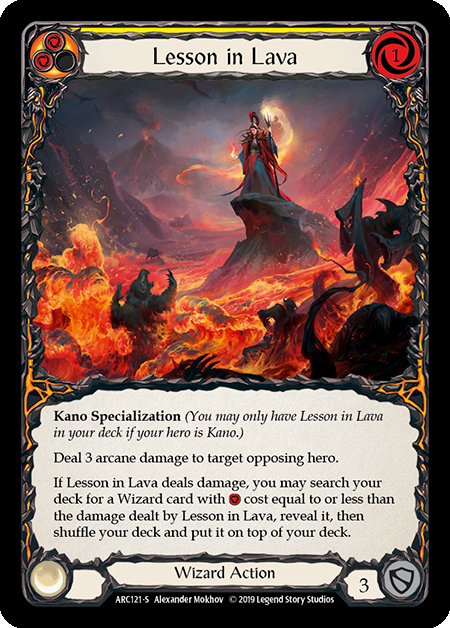 Lesson in Lava
1
Kano Specialization (You may only have Lesson in Lava
in your deck if your hero is Kano.)
Deal 3 arcane damage to target opposing hero.
If Lesson in Lava deals damage, you may search your
deck for a Wizard card with cost equal to or less than
the damage dealt by Lesson in Lava, reveal it, then
shuffle your deck and put it on top of your deck.
Wizard Action
3
ARC121-S Alexander Mokhov © 2019 Legend Story Studios